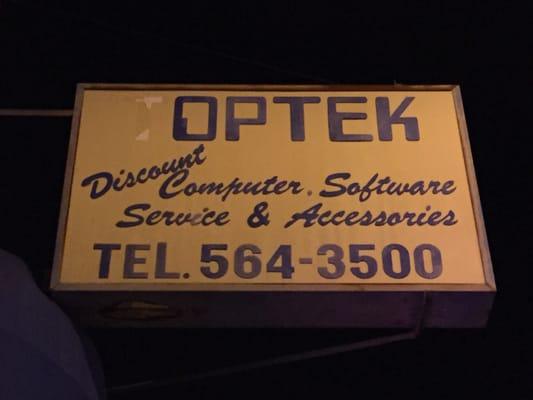 OPTEK
Discount
Computer. Software
Service & Accessories
TEL. 564-3500